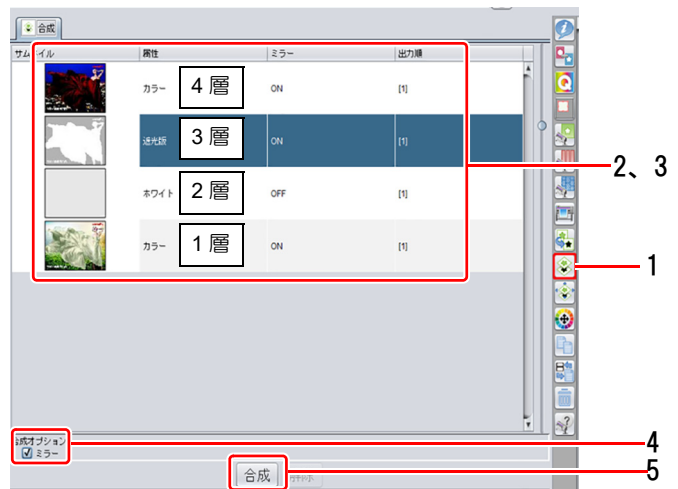 合成
サムネイル 属性 ミラー 出力順
カラー 4層 ON [1]
遮光版 3層 ON [1]
ホワイト 2層 OFF [1]
カラー 1層 ON [1]
2、3
1
合成オプション
ミラー
4
合成
5